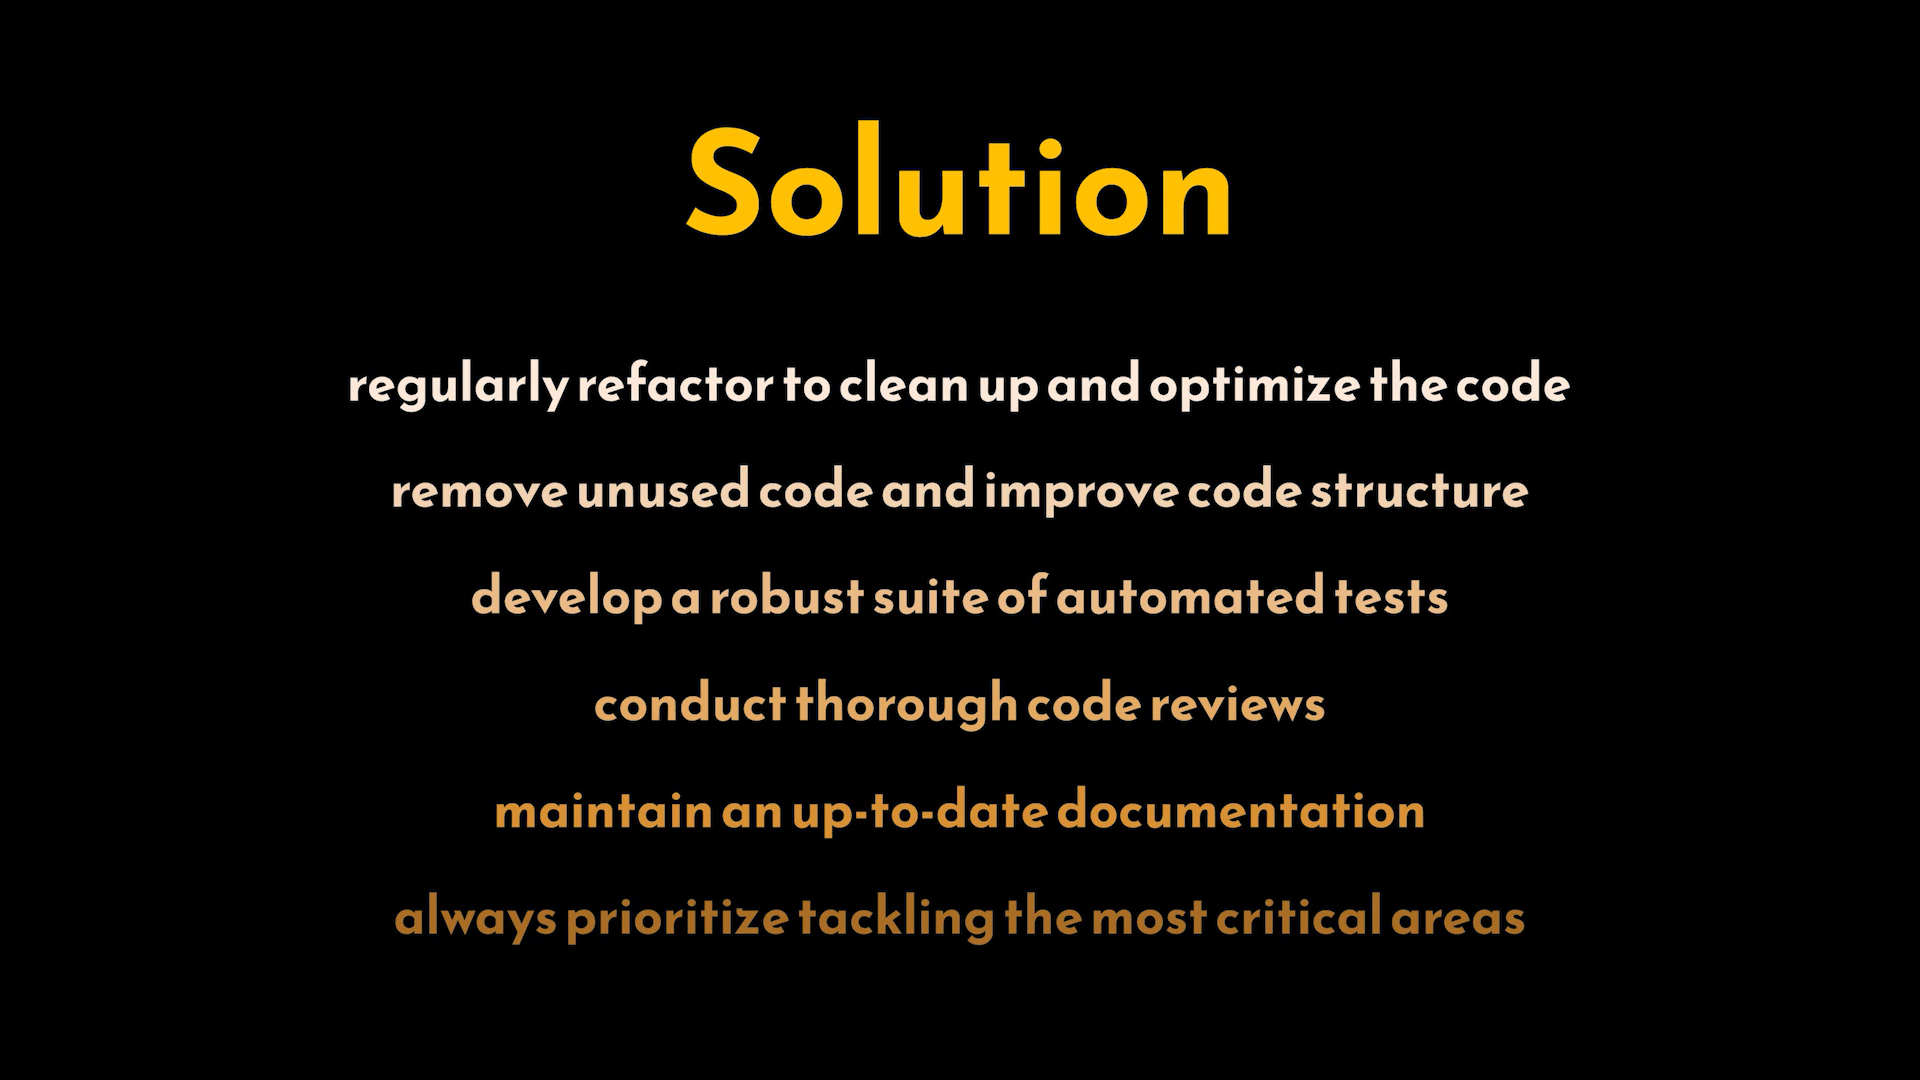 Solution
regularly refactor to clean up and optimize the code
remove unused code and improve code structure
develop a robust suite of automated tests
conduct thorough code reviews
maintain an up-to-date documentation
always prioritize tackling the most critical areas